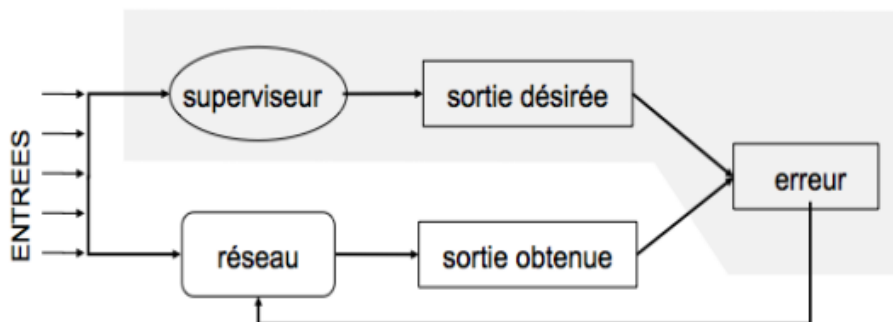 superviseur
sortie désirée
ENTREES
erreur
réseau
sortie obtenue